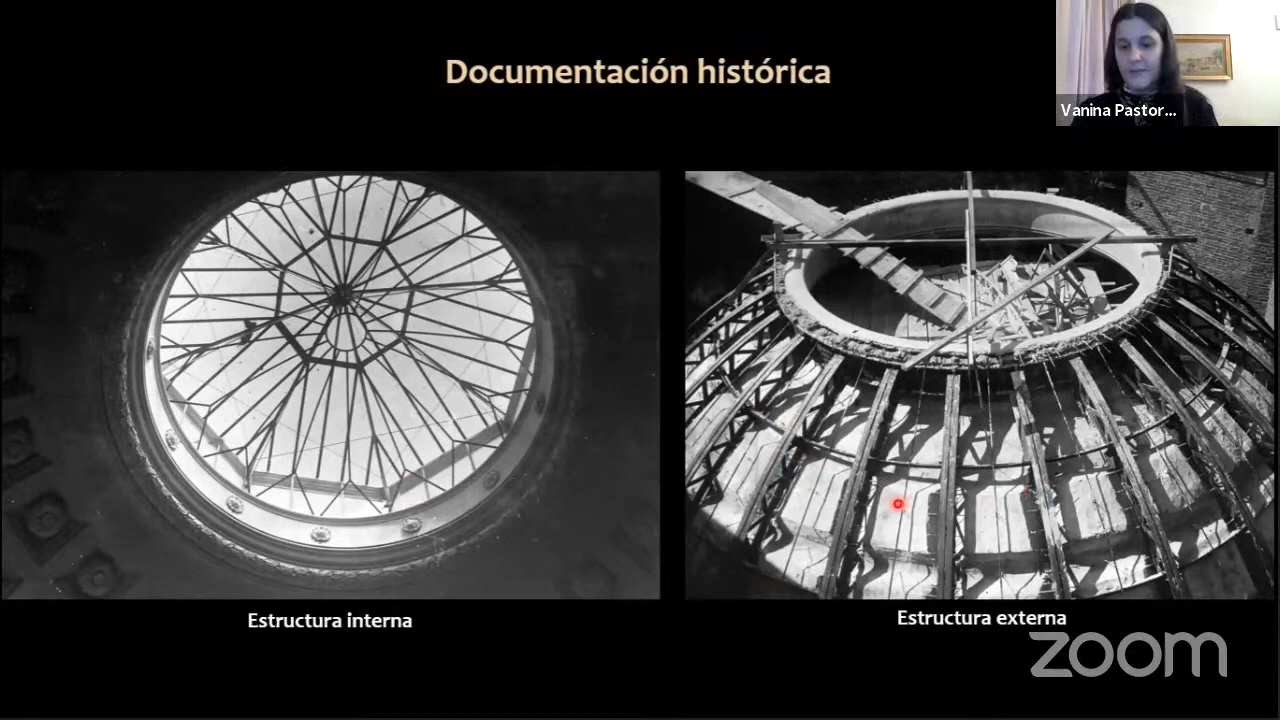 Documentación histórica
Vanina Pastor...
Estructura interna
Estructura externa
zoom